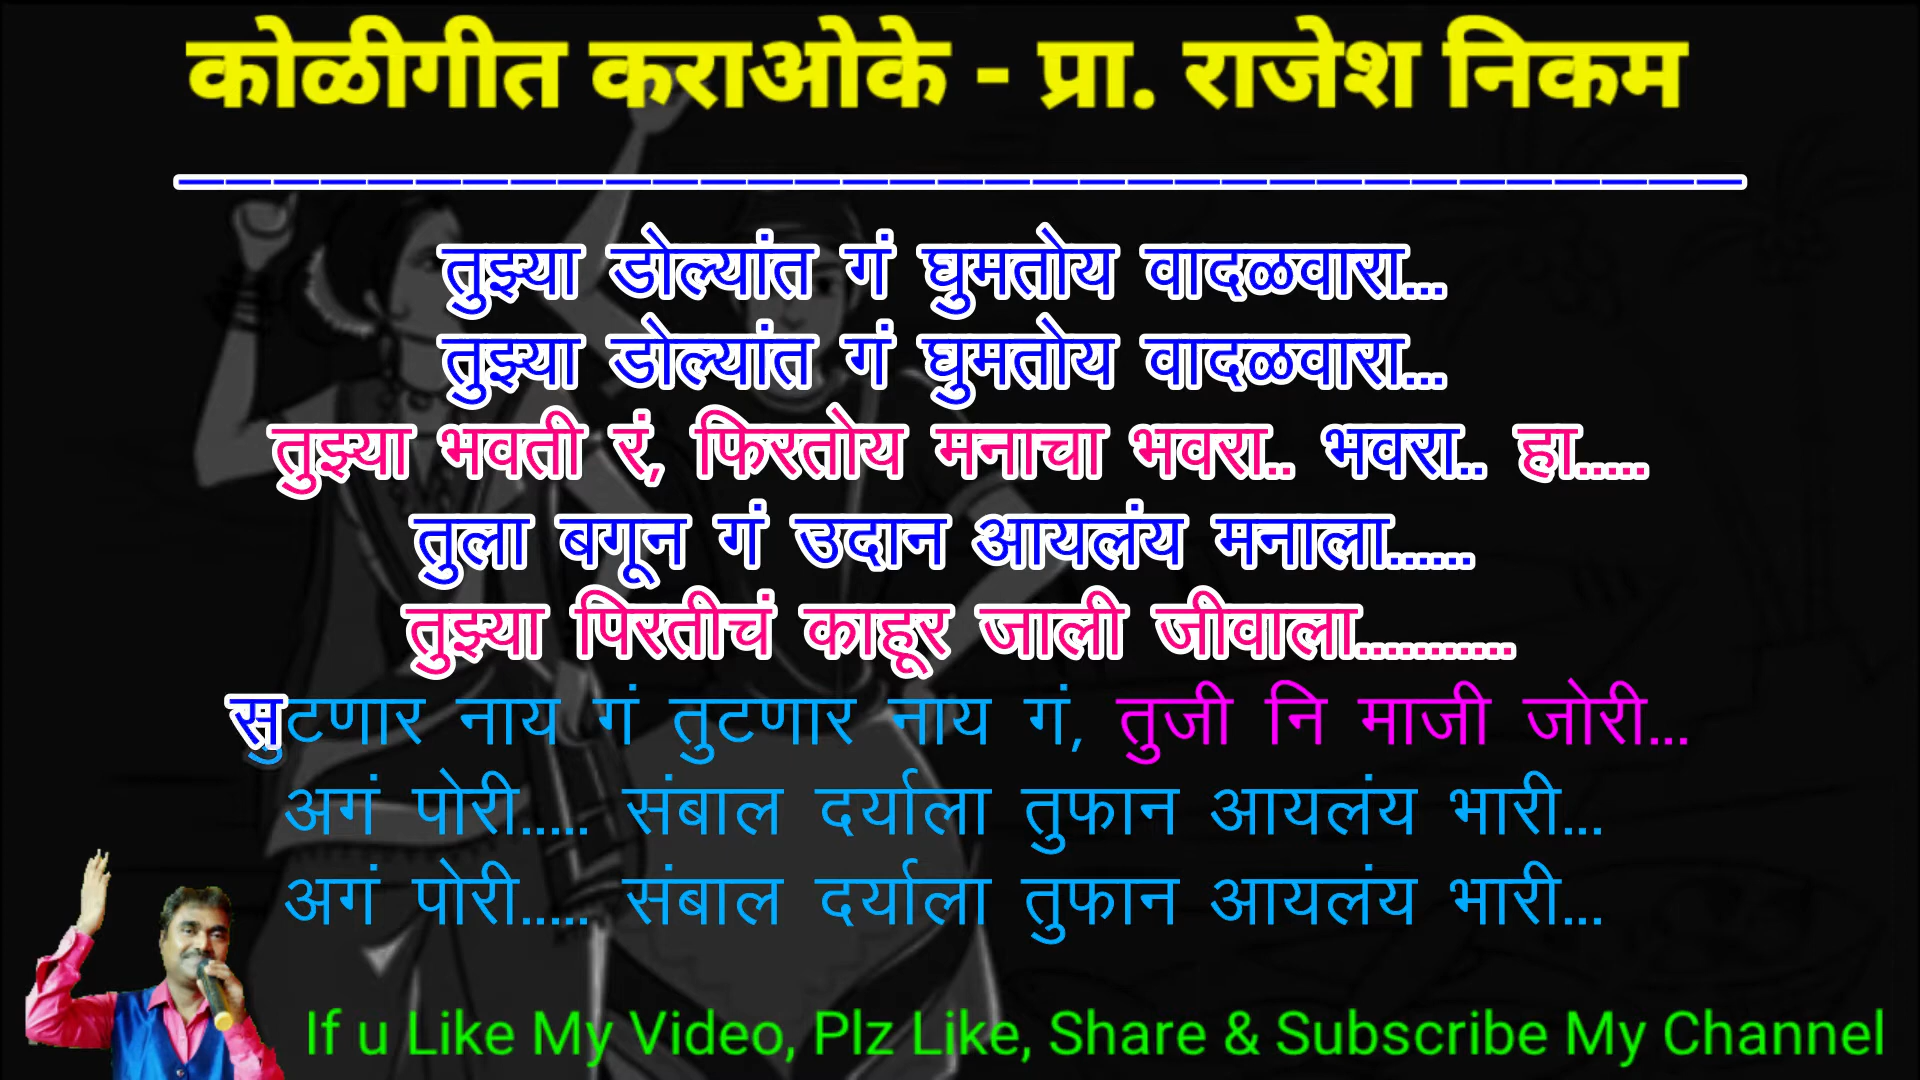 कोळीगीत कराओके - प्रा. राजेश निकम
तुझ्या डोल्यांत गं घुमतोय वादळवारा...
तुझ्या डोल्यांत गं घुमतोय वादळवारा...
तुझ्या भवती रं, फिरतोय मनाचा भवरा.. भवरा.. हा.....
तुला बगून गं उदान आयलंय मनाला......
तुझ्या पिरतीचं काहूर जाली जीवाला...........
सुटणार नाय गं तुटणार नाय गं, तुजी नि माजी जोरी...
अगं पोरी..... संबाल दर्याला तुफान आयलंय भारी...
अगं पोरी..... संबाल दर्याला तुफान आयलंय भारी...
If u Like My Video, Plz Like, Share & Subscribe My Channel